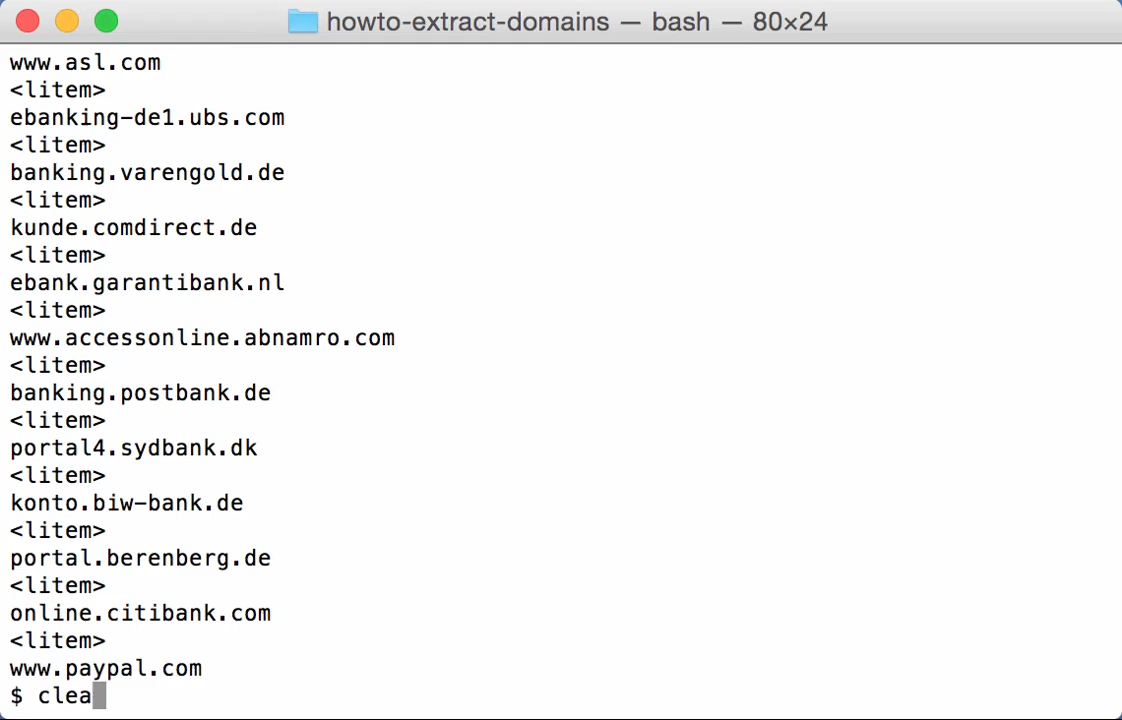 howto-extract-domains — bash — 80×24
www.asl.com
<litem>
ebanking-de1.ubs.com
<litem>
banking.varengold.de
<litem>
kunde.comdirect.de
<litem>
ebank.garantibank.nl
<litem>
www.accessonline.abnamro.com
<litem>
banking.postbank.de
<litem>
portal4.sydbank.dk
<litem>
konto.biw-bank.de
<litem>
portal.berenberg.de
<litem>
online.citibank.com
<litem>
www.paypal.com
$ clea